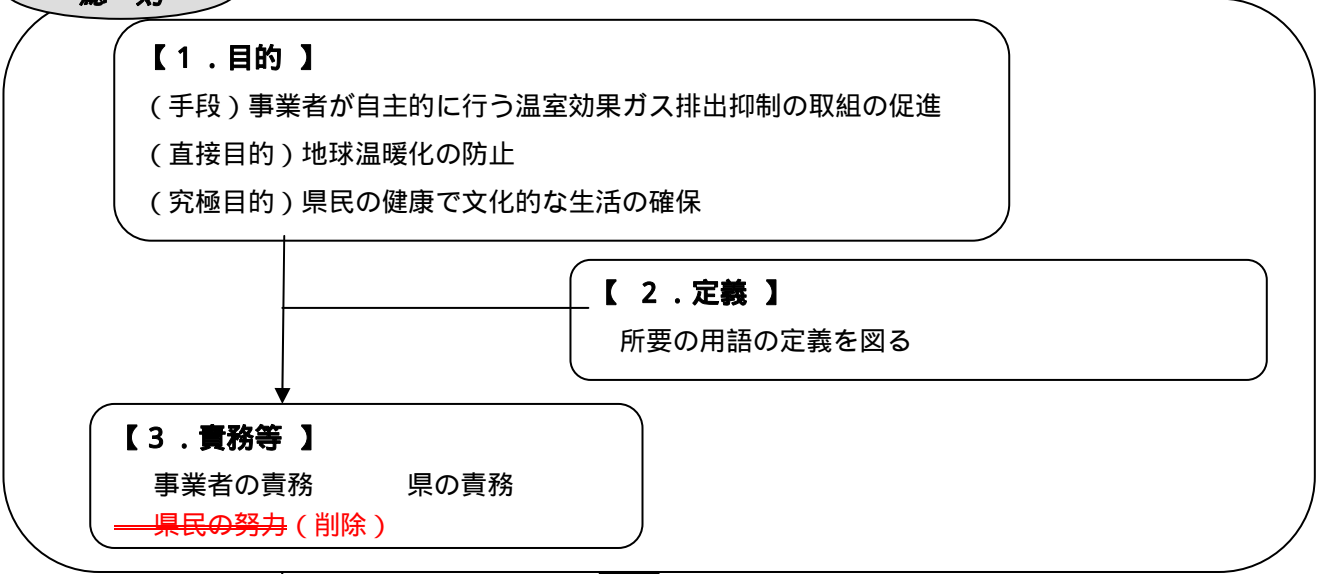 総 則
【１．目的 】
（手段）事業者が自主的に行う温室効果ガス排出抑制の取組の促進
（直接目的）地球温暖化の防止
（究極目的）県民の健康で文化的な生活の確保
【 ２．定義 】
所要の用語の定義を図る
【３．責務等 】
事業者の責務　　　県の責務
県民の努力（削除）